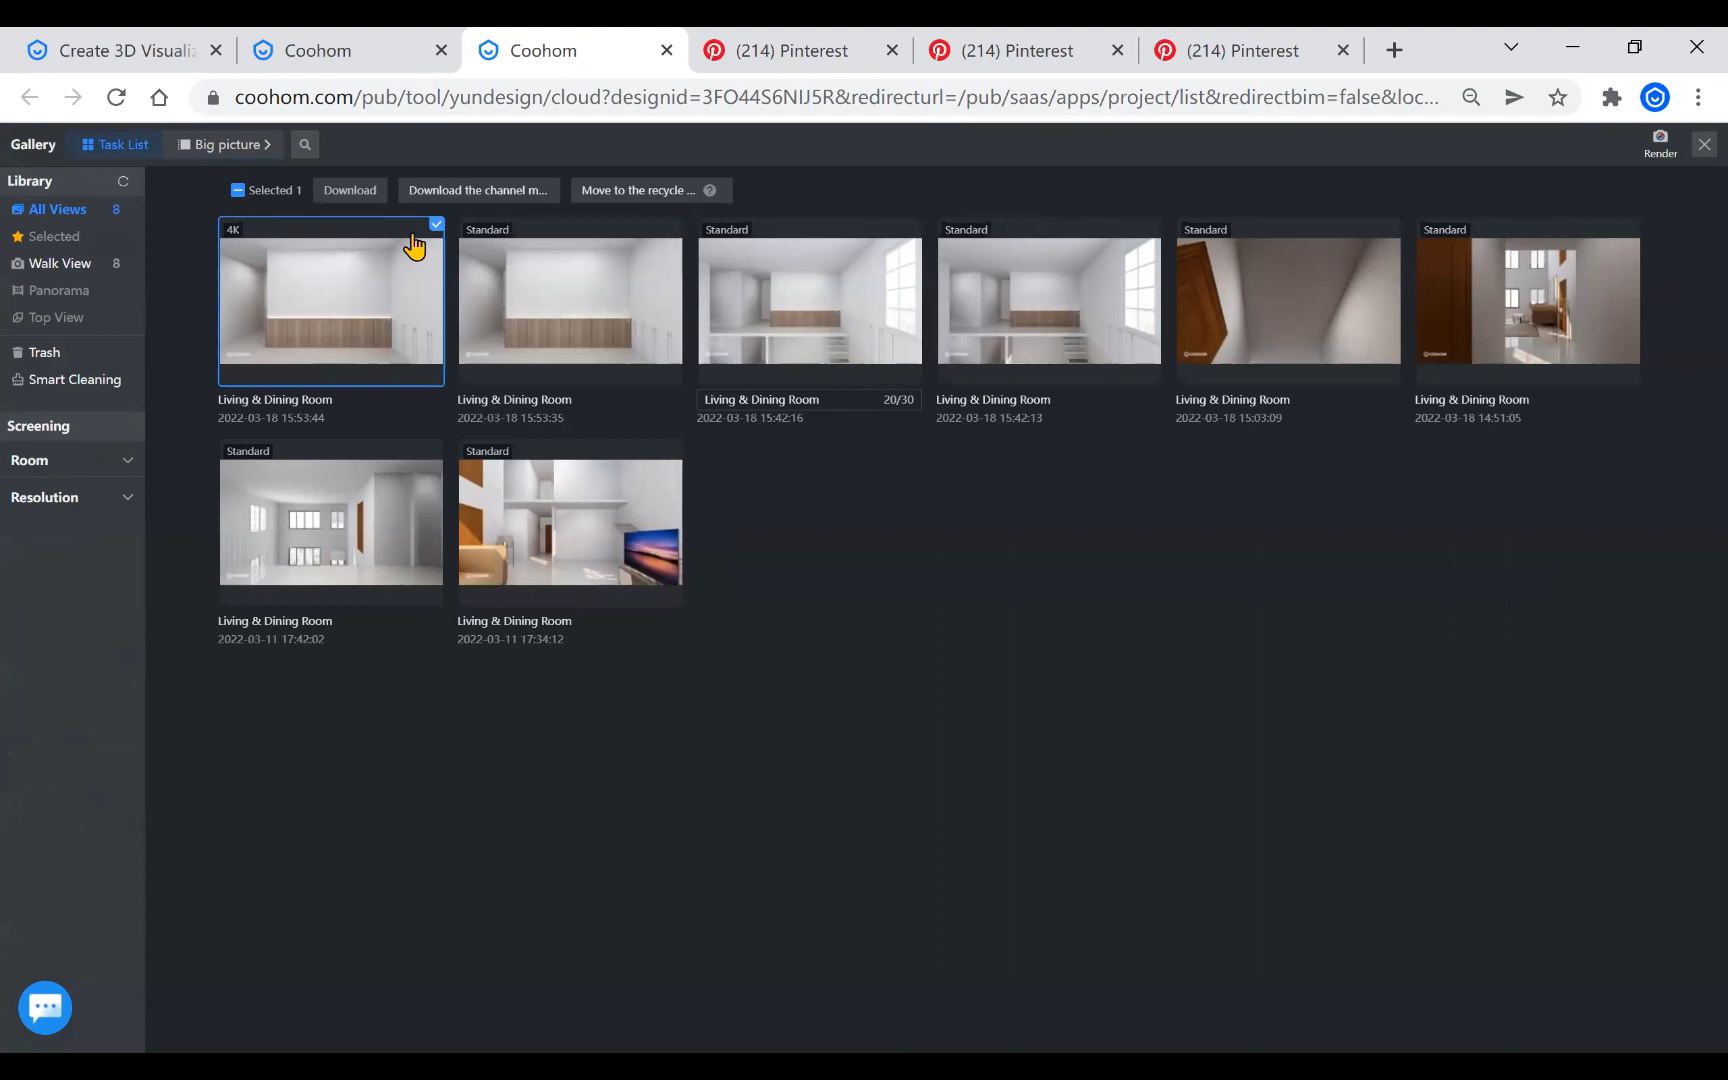 Create 3D Visualiz
Coohom
Coohom
(214) Pinterest
(214) Pinterest
(214) Pinterest
coohom.com/pub/tool/yundesign/cloud?designid=3FO44S6NIJ5R&redirecturl=/pub/saas/apps/project/list&redirectbim=false&loc...
Gallery
Task List
Big picture
Render
Library
Selected 1
Download
Download the channel m...
Move to the recycle ...
All Views 8
Selected
Walk View 8
Panorama
Top View
Trash
Smart Cleaning
Screening
Room
Resolution
4K
Standard
Standard
Standard
Standard
Standard
Living & Dining Room
2022-03-18 15:53:44
Living & Dining Room
2022-03-18 15:53:35
Living & Dining Room 20/30
2022-03-18 15:42:16
Living & Dining Room
2022-03-18 15:42:13
Living & Dining Room
2022-03-18 15:03:09
Living & Dining Room
2022-03-18 14:51:05
Standard
Standard
Living & Dining Room
2022-03-11 17:42:02
Living & Dining Room
2022-03-11 17:34:12